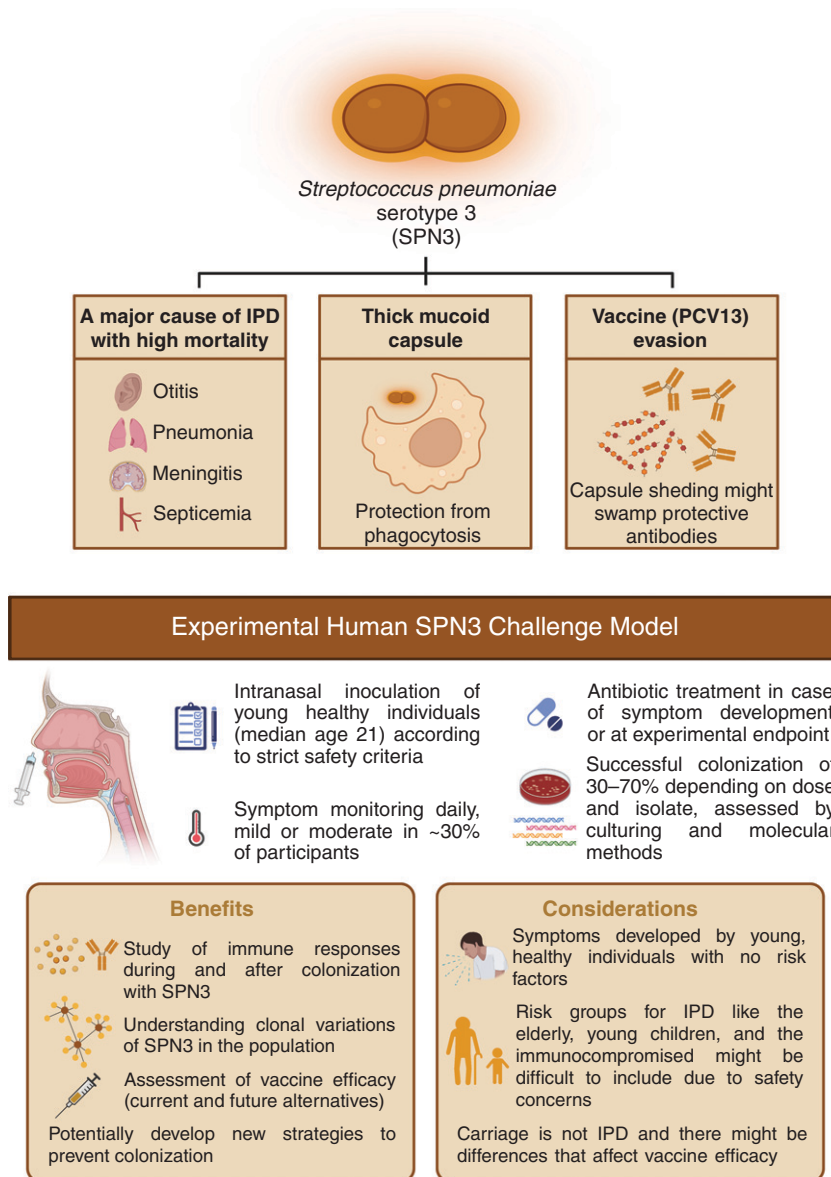 Streptococcus pneumoniae
serotype 3
(SPN3)
A major cause of IPD
with high mortality
Otitis
Pneumonia
Meningitis
Septicemia
Thick mucoid
capsule
Protection from
phagocytosis
Vaccine (PCV13)
evasion
Capsule sheding might
swamp protective
antibodies
Experimental Human SPN3 Challenge Model
Intranasal inoculation of
young healthy individuals
(median age 21) according
to strict safety criteria
Symptom monitoring daily,
mild or moderate in ~30%
of participants
Antibiotic treatment in case
of symptom development
or at experimental endpoint
Successful colonization of
30–70% depending on dose
and isolate, assessed by
culturing and molecular
methods
Benefits
Study of immune responses
during and after colonization
with SPN3
Understanding clonal variations
of SPN3 in the population
Assessment of vaccine efficacy
(current and future alternatives)
Potentially develop new strategies to
prevent colonization
Considerations
Symptoms developed by young,
healthy individuals with no risk
factors
Risk groups for IPD like the
elderly, young children, and the
immunocompromised might be
difficult to include due to safety
concerns
Carriage is not IPD and there might be
differences that affect vaccine efficacy